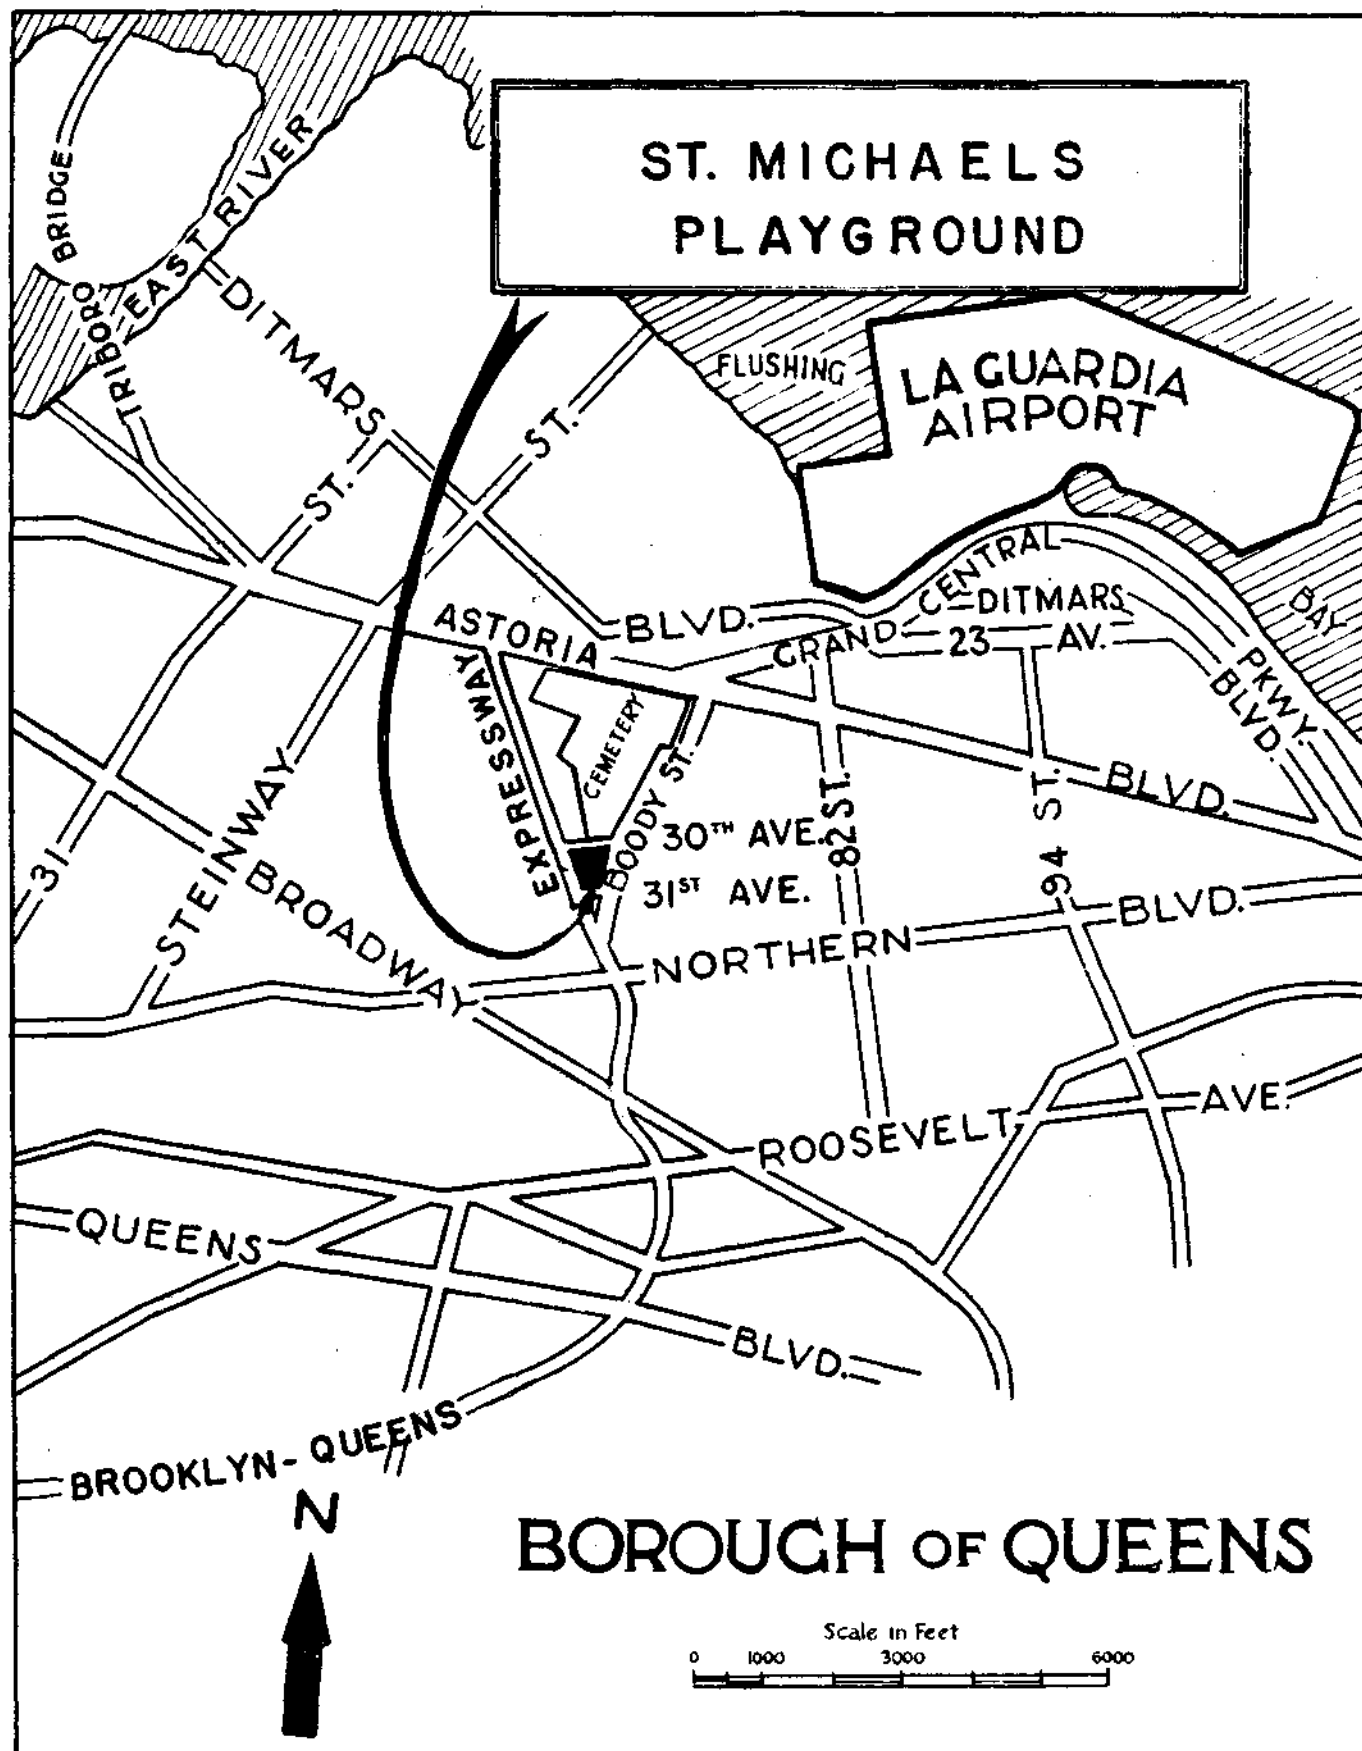 ST. MICHAELS
PLAYGROUND
TRIBORO BRIDGE
EAST RIVER
DITMARS
ST.
ST.
FLUSHING
LA GUARDIA
AIRPORT
CENTRAL
DITMARS
BAY
ASTORIA
BLVD.
GRAND
23 AV.
PKWY.
BLVD.
EXPRESSWAY
CEMETERY
BOODY ST.
82 ST.
94 ST.
BLVD.
30TH AVE.
31ST AVE.
31
STEINWAY
BROADWAY
NORTHERN
BLVD.
ROOSEVELT
AVE.
QUEENS
BLVD.
BROOKLYN - QUEENS
N
BOROUGH OF QUEENS
Scale in Feet
0 1000 3000 6000